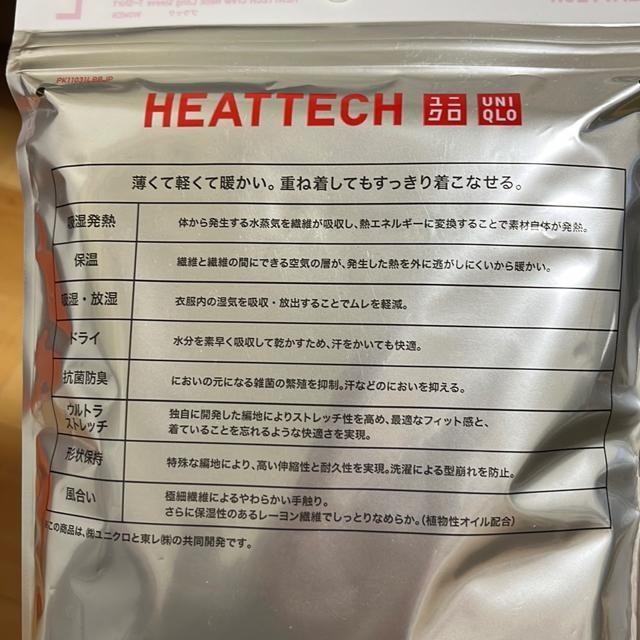 PK11031LBBJP
HEATTECH ユニクロ UNIQLO
薄くて軽くて暖かい。重ね着してもすっきり着こなせる。
吸湿発熱 体から発生する水蒸気を繊維が吸収し、熱エネルギーに変換することで素材自体が発熱。
保温 繊維と繊維の間にできる空気の層が、発生した熱を外に逃がしにくいから暖かい。
吸湿・放湿 衣服内の湿気を吸収・放出することでムレを軽減。
ドライ 水分を素早く吸収して乾かすため、汗をかいても快適。
抗菌防臭 においの元になる雑菌の繁殖を抑制。汗などのにおいを抑える。
ウルトラ
ストレッチ
独自に開発した編地によりストレッチ性を高め、最適なフィット感と、
着ていることを忘れるような快適さを実現。
形状保持 特殊な編地により、高い伸縮性と耐久性を実現。洗濯による型崩れを防止。
風合い
極細繊維によるやわらかい手触り。
さらに保湿性のあるレーヨン繊維でしっとりなめらか。（植物性オイル配合）
※この商品は、㈱ユニクロと東レ㈱の共同開発です。